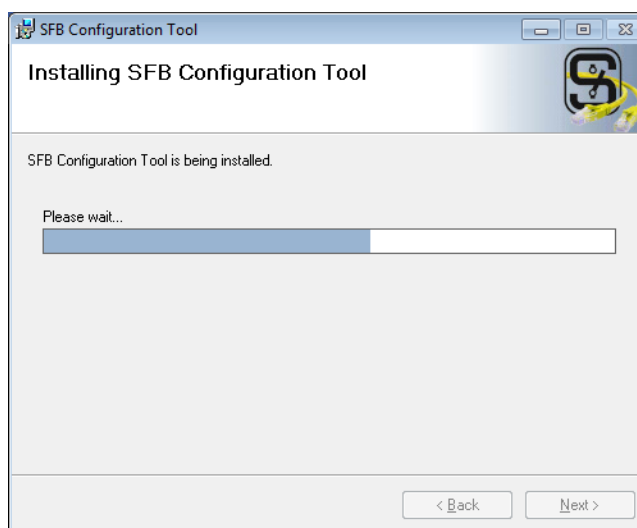 SFB Configuration Tool
Installing SFB Configuration Tool
SFB Configuration Tool is being installed.
Please wait...
< Back
Next >